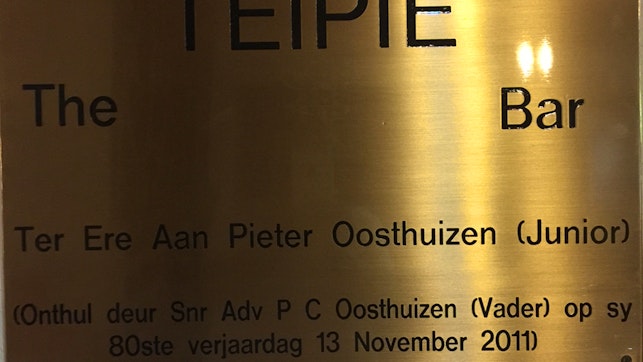 TEIPIE
The Bar
Ter Ere Aan Pieter Oosthuizen (Junior)
(Onthul deur Snr Adv P C Oosthuizen (Vader) op sy
80ste verjaardag 13 November 2011)